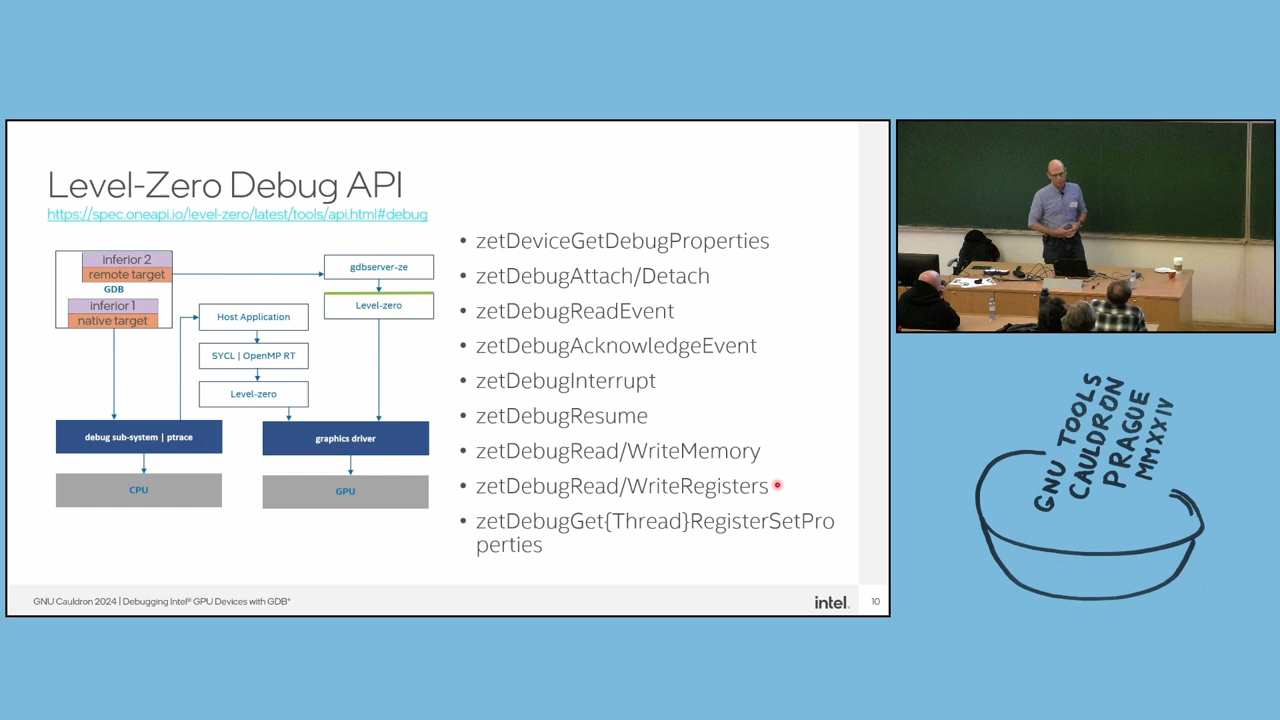 Level-Zero Debug API
https://spec.oneapi.io/level-zero/latest/tools/api.html#debug
inferior 2
remote target
GDB
inferior 1
native target
gdbserver-ze
Level-zero
Host Application
SYCL | OpenMP RT
Level-zero
debug sub-system | ptrace
graphics driver
CPU
GPU
• zetDeviceGetDebugProperties
• zetDebugAttach/Detach
• zetDebugReadEvent
• zetDebugAcknowledgeEvent
• zetDebugInterrupt
• zetDebugResume
• zetDebugRead/WriteMemory
• zetDebugRead/WriteRegisters
• zetDebugGet{Thread}RegisterSetPro
perties
GNU Cauldron 2024 | Debugging Intel® GPU Devices with GDB*
intel.
10
GNU TOOLS
CAULDRON
PRAGUE
MMXXIV